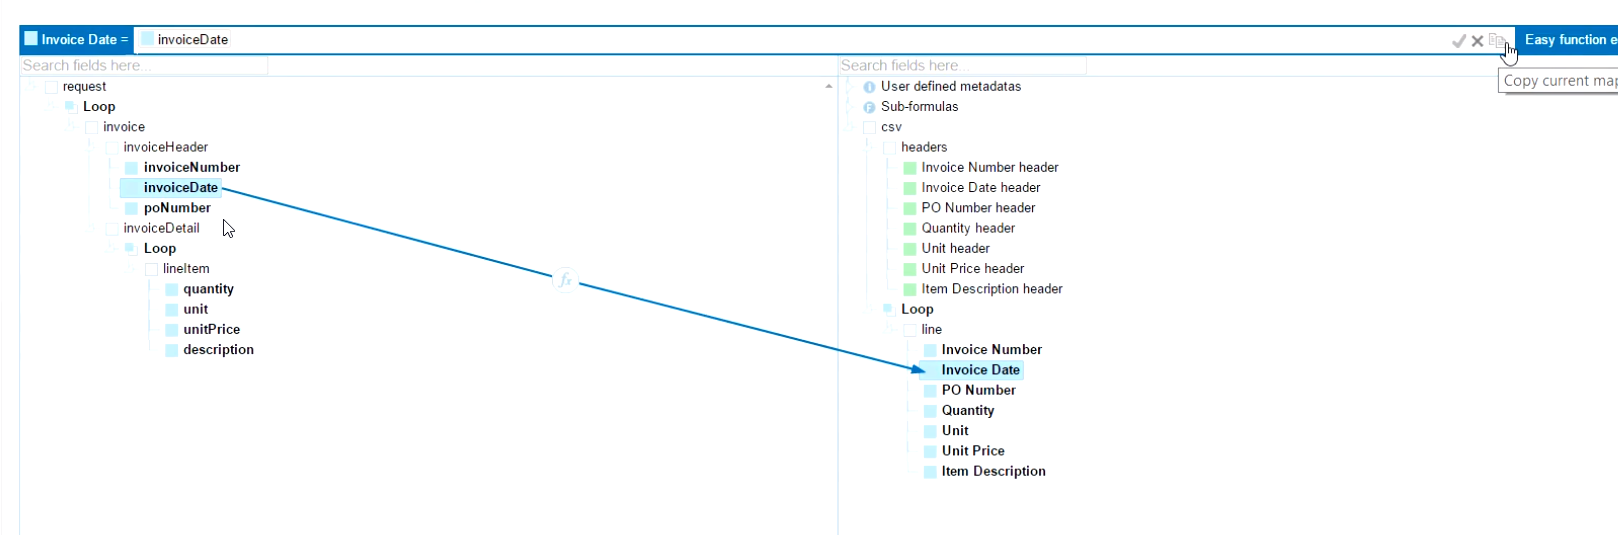 Invoice Date = invoiceDate Easy function e
Copy current map
Search fields here...
request
Loop
invoice
invoiceHeader
invoiceNumber
invoiceDate
poNumber
invoiceDetail
Loop
lineItem
quantity
unit
unitPrice
description
fx
Search fields here...
User defined metadatas
Sub-formulas
csv
headers
Invoice Number header
Invoice Date header
PO Number header
Quantity header
Unit header
Unit Price header
Item Description header
Loop
line
Invoice Number
Invoice Date
PO Number
Quantity
Unit
Unit Price
Item Description